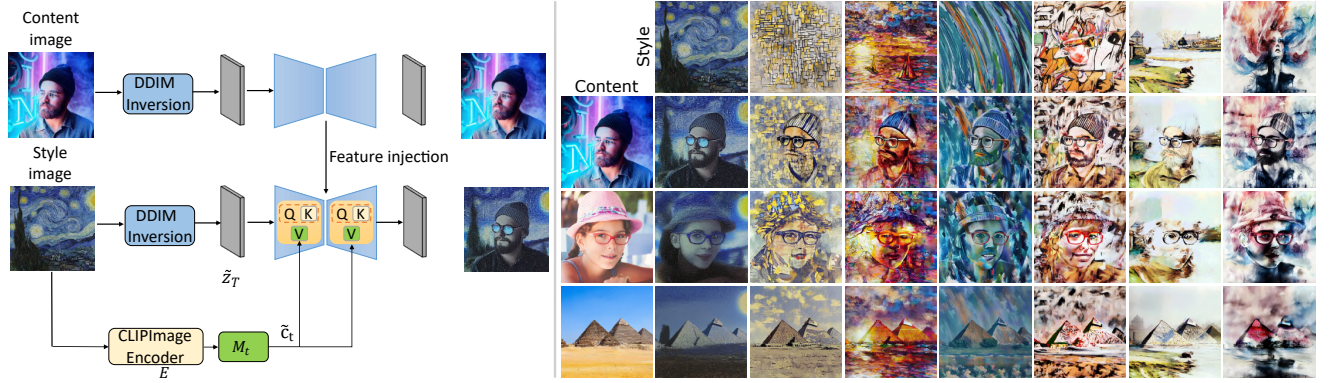 Content
image
DDIM
Inversion
Style
image
Feature injection
DDIM
Inversion
Q K
V
Q K
V
z̃_T
CLIPImage
Encoder
E
M_t
c̃_t
Style
Content